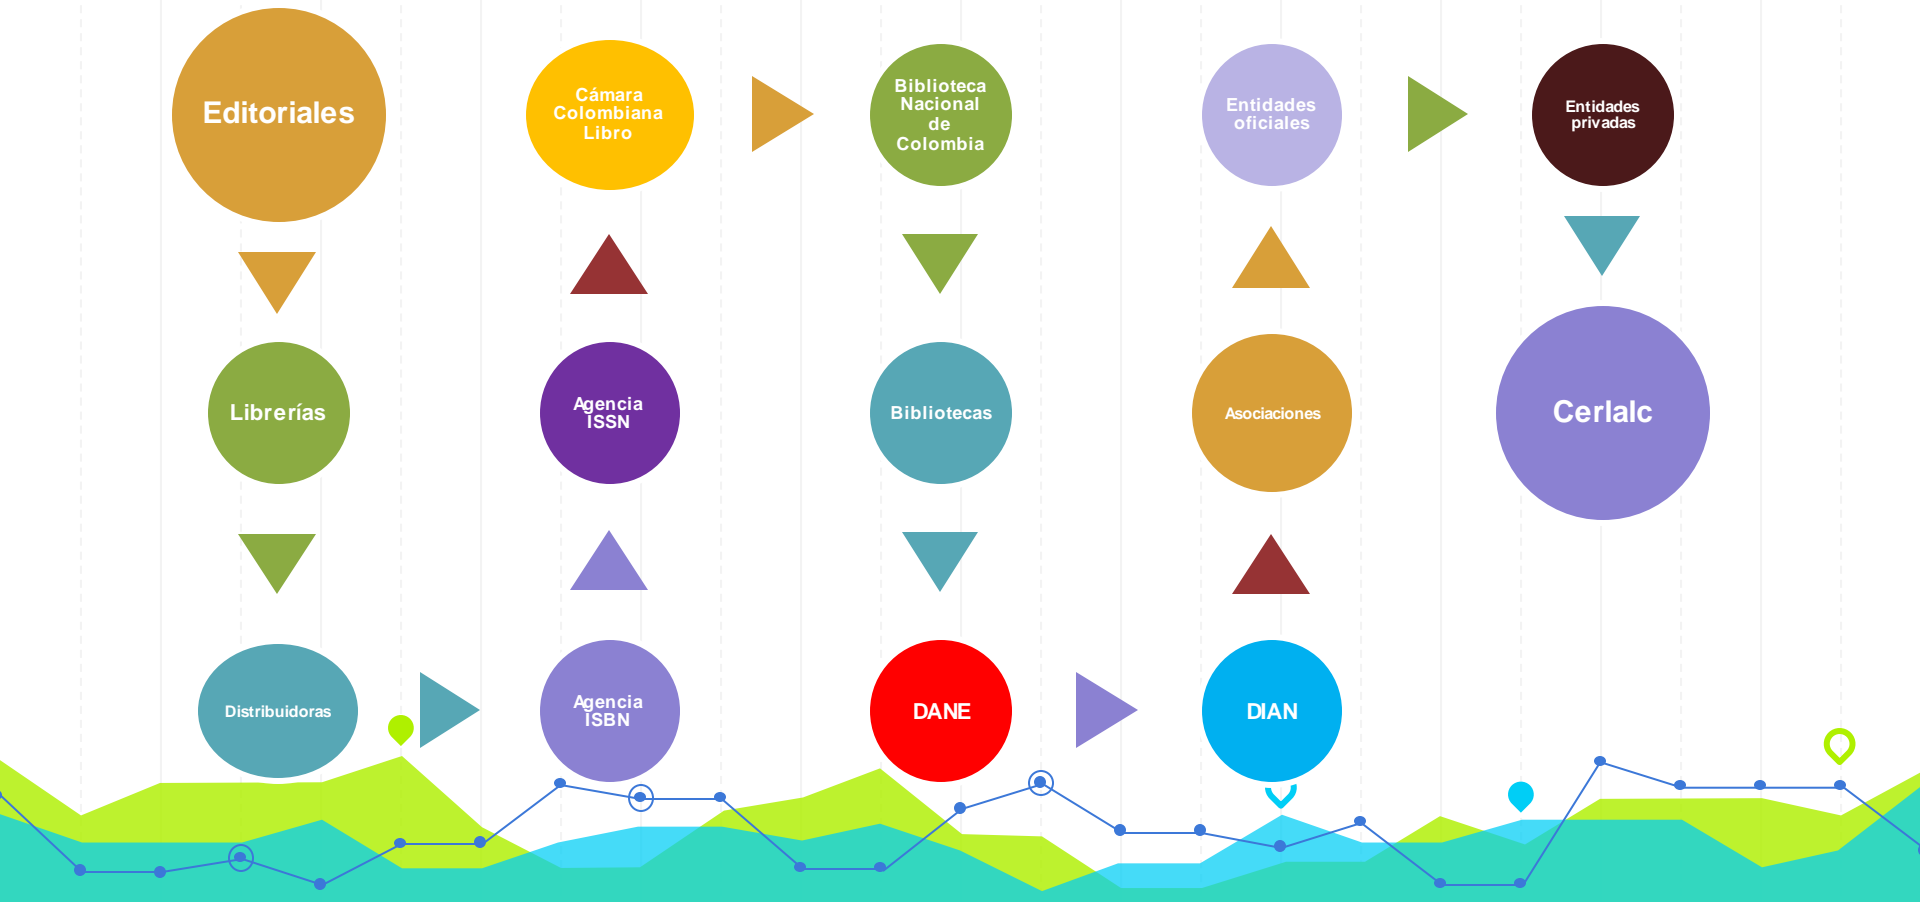 Editoriales
Librerías
Distribuidoras
Agencia
ISBN
Agencia
ISSN
Cámara
Colombiana
Libro
Biblioteca
Nacional
de
Colombia
Bibliotecas
DANE
DIAN
Asociaciones
Entidades
oficiales
Entidades
privadas
Cerlalc